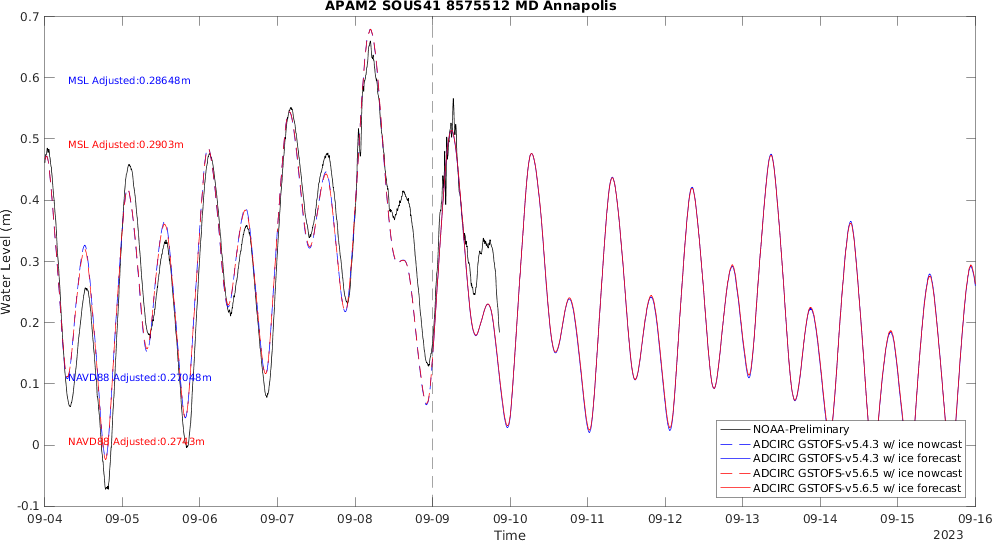 APAM2 SOUS41 8575512 MD Annapolis
0.7
0.6
0.5
0.4
0.3
0.2
0.1
0
-0.1
Water Level (m)
MSL Adjusted:0.28648m
MSL Adjusted:0.2903m
NAVD88 Adjusted:0.27048m
NAVD88 Adjusted:0.2743m
NOAA-Preliminary
ADCIRC GSTOFS-v5.4.3 w/ ice nowcast
ADCIRC GSTOFS-v5.4.3 w/ ice forecast
ADCIRC GSTOFS-v5.6.5 w/ ice nowcast
ADCIRC GSTOFS-v5.6.5 w/ ice forecast
09-04 09-05 09-06 09-07 09-08 09-09 09-10 09-11 09-12 09-13 09-14 09-15 09-16
Time
2023